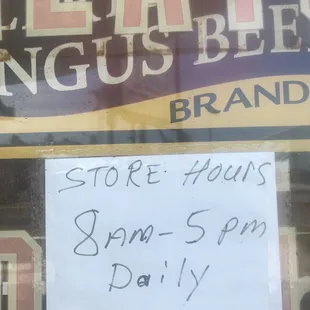 NGUS BEE
BRAND
STORE Hours
8AM - 5PM
Daily